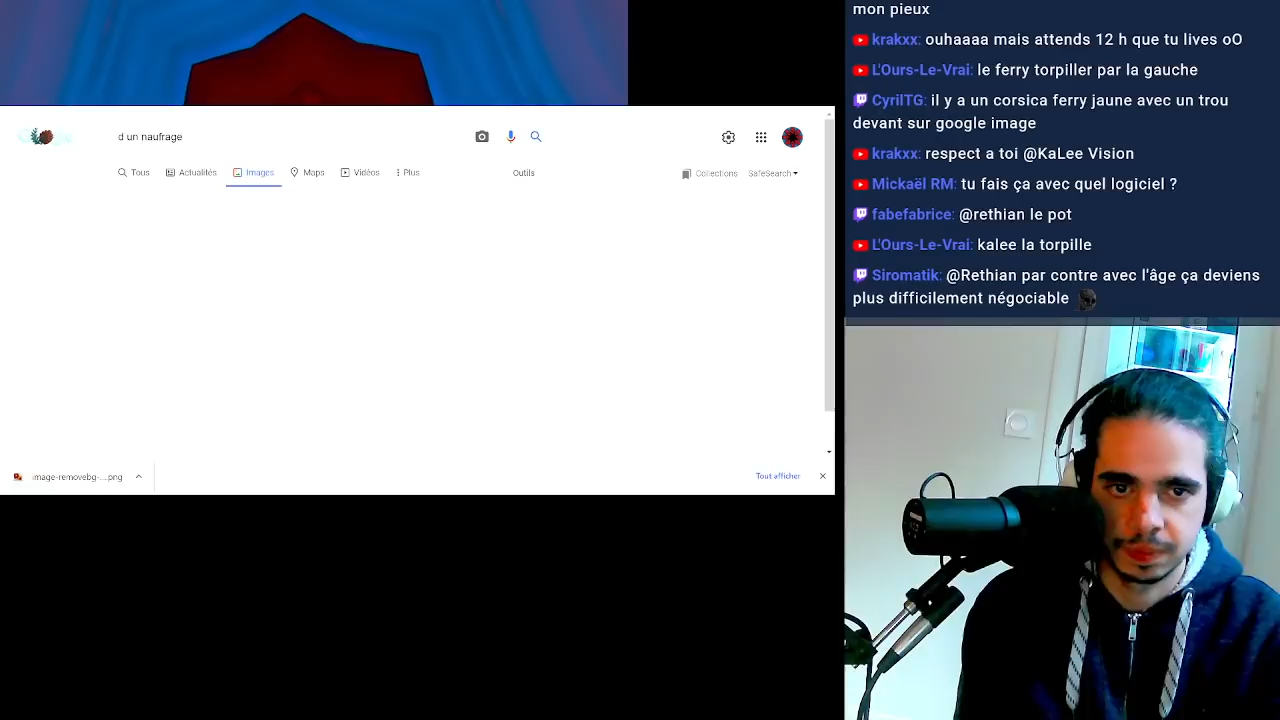 mon pieux
krakxx: ouhaaaa mais attends 12 h que tu lives oO
L'Ours-Le-Vrai: le ferry torpiller par la gauche
CyrilTG: il y a un corsica ferry jaune avec un trou
devant sur google image
krakxx: respect a toi @KaLee Vision
Mickaël RM: tu fais ça avec quel logiciel ?
fabefabrice: @rethian le pot
L'Ours-Le-Vrai: kalee la torpille
Siromatik: @Rethian par contre avec l'âge ça deviens
plus difficilement négociable
d un naufrage
Tous Actualités Images Maps Vidéos Plus Outils Collections SafeSearch
image-removebg-....png
Tout afficher